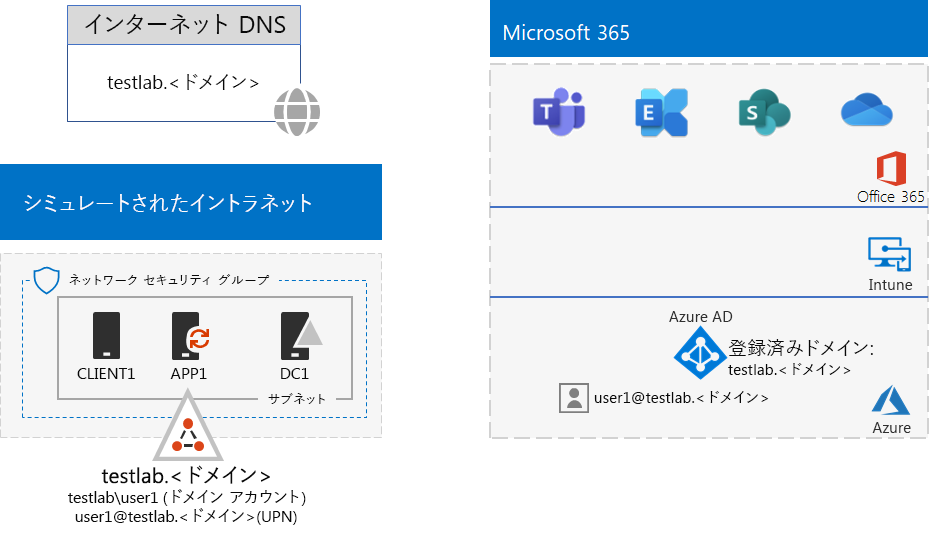 インターネット DNS
testlab.<ドメイン>
シミュレートされたイントラネット
ネットワーク セキュリティ グループ
CLIENT1
APP1
DC1
サブネット
testlab.<ドメイン>
testlab\user1 (ドメイン アカウント)
user1@testlab.<ドメイン>(UPN)
Microsoft 365
T
E
S
Office 365
Intune
Azure AD
登録済みドメイン:
testlab.<ドメイン>
user1@testlab.<ドメイン>
Azure